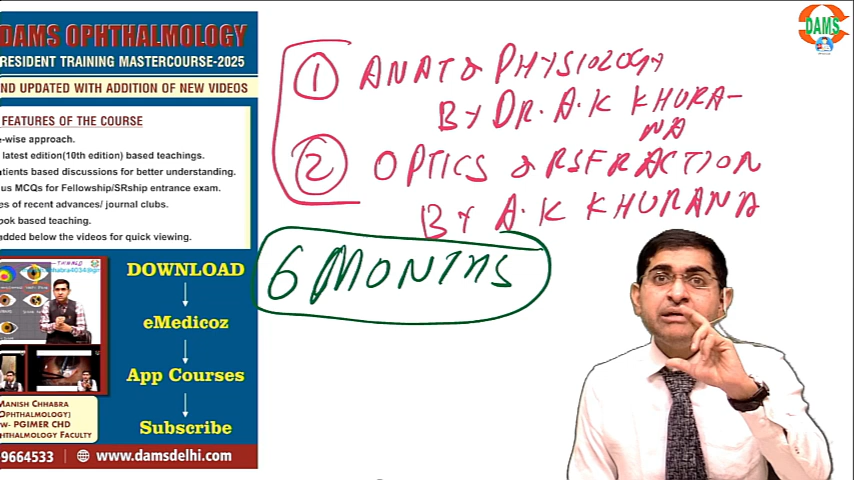 DAMS OPHTHALMOLOGY
RESIDENT TRAINING MASTERCOURSE-2025
ND UPDATED WITH ADDITION OF NEW VIDEOS
FEATURES OF THE COURSE
e-wise approach.
latest edition(10th edition) based teachings.
atients based discussions for better understanding.
us MCQs for Fellowship/SRship entrance exam.
es of recent advances/ journal clubs.
ook based teaching.
added below the videos for quick viewing.
DOWNLOAD
eMedicoz
App Courses
Subscribe
MANISH CHHABRA
OPHTHALMOLOGY)
W- PGIMER CHD
HTHALMOLOGY FACULTY
9664533 www.damsdelhi.com
1 ANAT & PHYSIOLOGY
BY DR. A.K KHURA-
NA
2 OPTICS & RSFRACTION
BY A.K KHURANA
6 MONTHS
DAMS